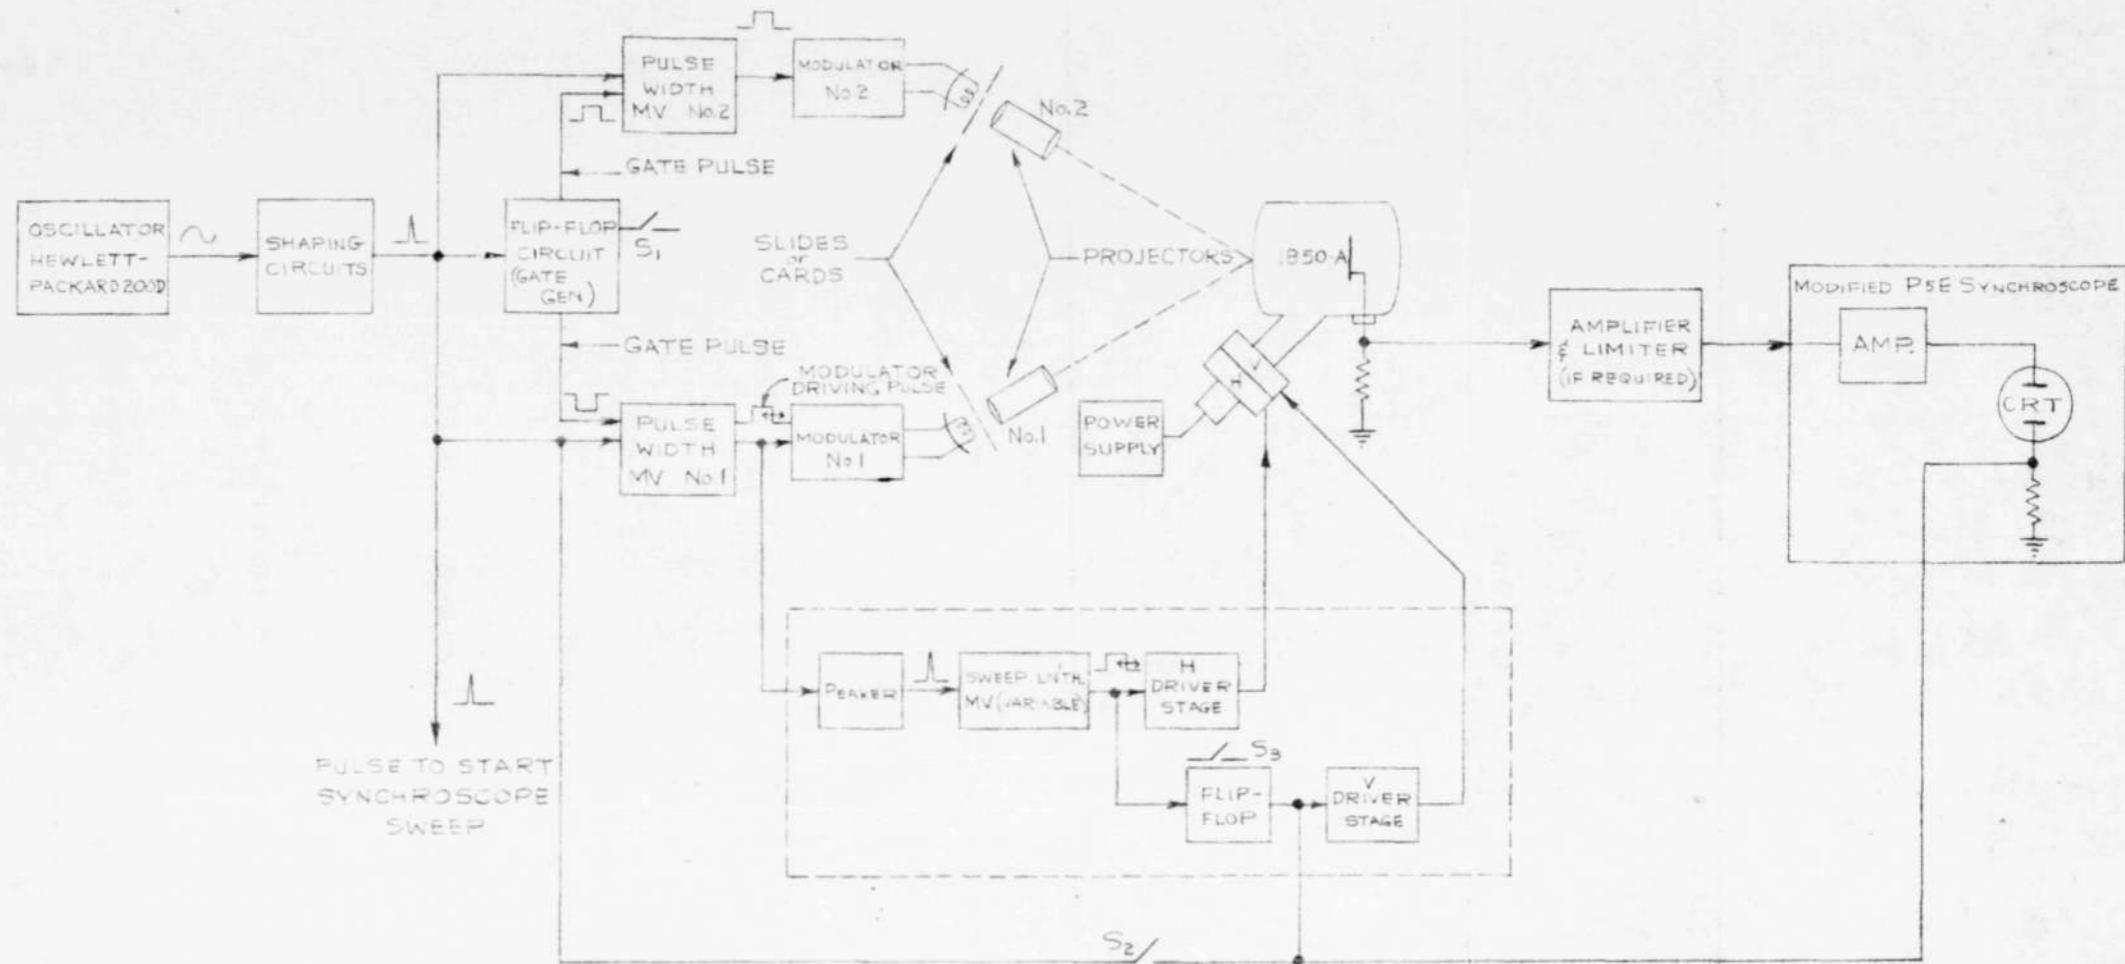 PULSE
WIDTH
MV No.2
MODULATOR
No.2
No.2
GATE PULSE
OSCILLATOR
HEWLETT-
PACKARD 200D
SHAPING
CIRCUITS
FLIP-FLOP
CIRCUIT
(GATE
GEN)
S1
SLIDES
or
CARDS
PROJECTORS
1850-A
MODIFIED P5E SYNCHROSCOPE
AMPLIFIER
& LIMITER
(IF REQUIRED)
AMP.
CRT
GATE PULSE
MODULATOR
DRIVING PULSE
PULSE
WIDTH
MV No.1
MODULATOR
No.1
No.1
H V
POWER
SUPPLY
PEAKER
SWEEP LNTH.
MV (VARIABLE)
H
DRIVER
STAGE
S3
FLIP-
FLOP
V
DRIVER
STAGE
PULSE TO START
SYNCHROSCOPE
SWEEP
S2